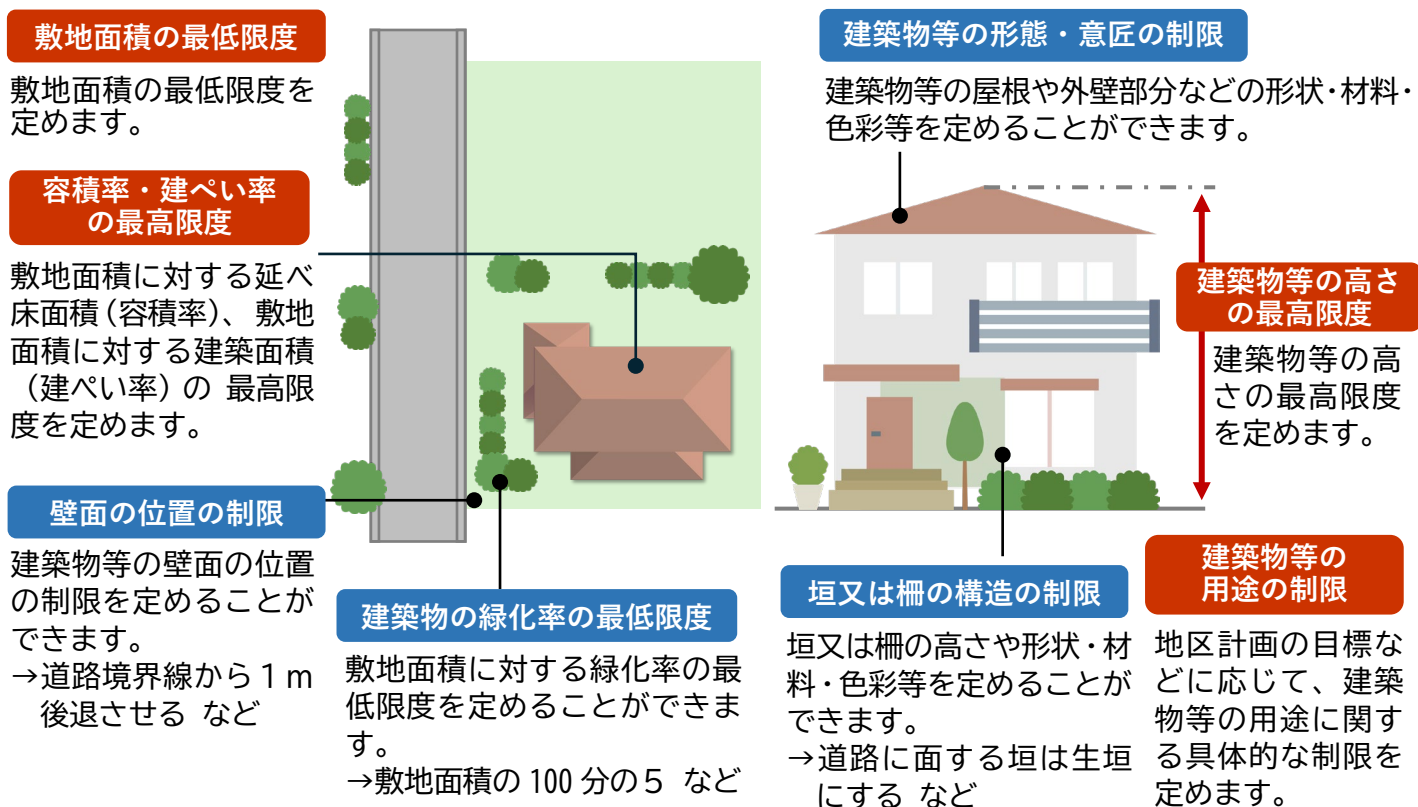 敷地面積の最低限度
敷地面積の最低限度を
定めます。
容積率・建ぺい率
の最高限度
敷地面積に対する延べ
床面積（容積率）、敷地
面積に対する建築面積
（建ぺい率）の 最高限
度を定めます。
壁面の位置の制限
建築物等の壁面の位置
の制限を定めることが
できます。
→道路境界線から１ｍ
後退させる など
建築物の緑化率の最低限度
敷地面積に対する緑化率の最
低限度を定めることができま
す。
→敷地面積の 100 分の５ など
建築物等の形態・意匠の制限
建築物等の屋根や外壁部分などの形状・材料・
色彩等を定めることができます。
建築物等の高さ
の最高限度
建築物等の高
さの最高限度
を定めます。
垣又は柵の構造の制限
垣又は柵の高さや形状・材
料・色彩等を定めることが
できます。
→道路に面する垣は生垣
にする など
建築物等の
用途の制限
地区計画の目標な
どに応じて、建築
物等の用途に関す
る具体的な制限を
定めます。